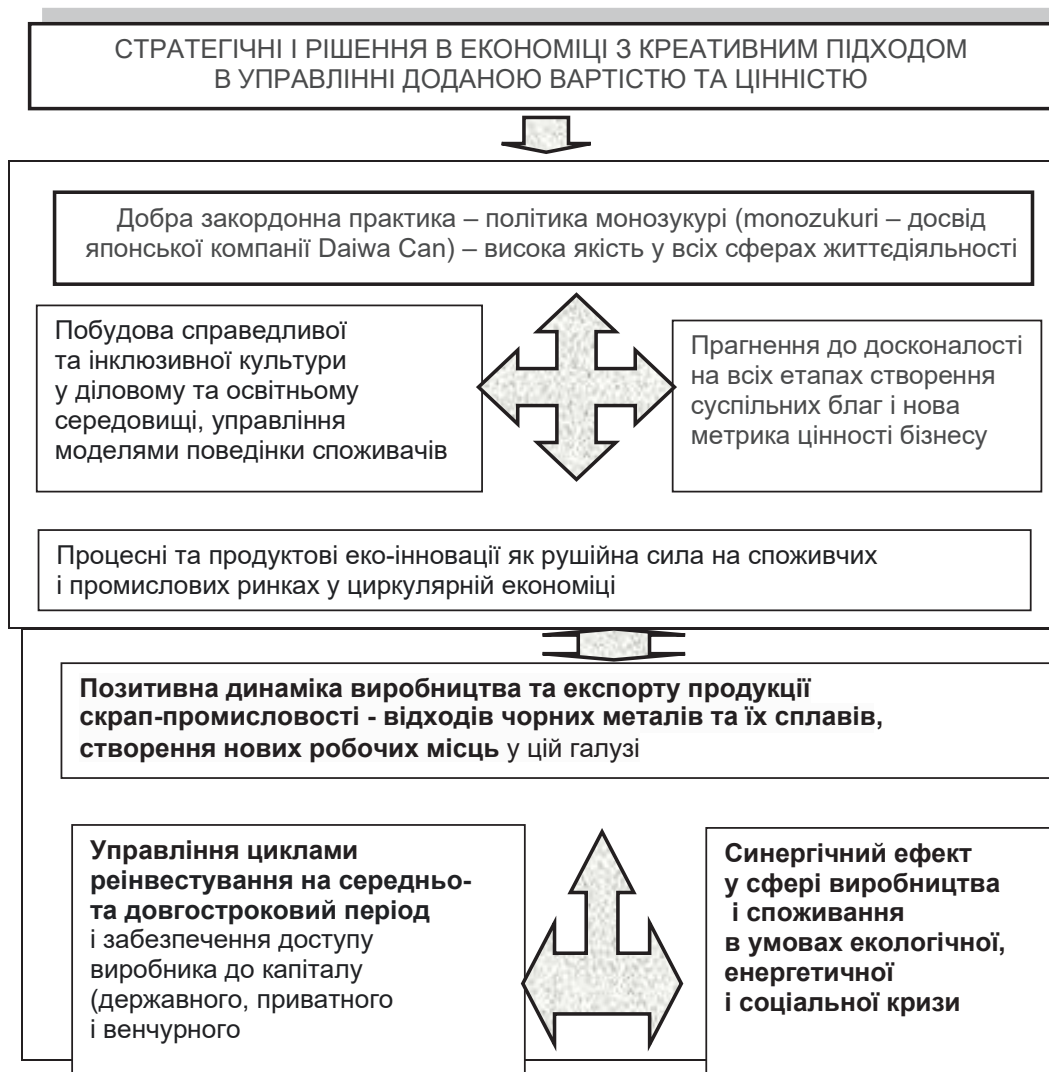 СТРАТЕГІЧНІ І РІШЕННЯ В ЕКОНОМІЦІ З КРЕАТИВНИМ ПІДХОДОМ
В УПРАВЛІННІ ДОДАНОЮ ВАРТІСТЮ ТА ЦІННІСТЮ
Добра закордонна практика – політика монозукурі (monozukuri – досвід
японської компанії Daiwa Can) – висока якість у всіх сферах життєдіяльності
Побудова справедливої
та інклюзивної культури
у діловому та освітньому
середовищі, управління
моделями поведінки споживачів
Прагнення до досконалості
на всіх етапах створення
суспільних благ і нова
метрика цінності бізнесу
Процесні та продуктові еко-інновації як рушійна сила на споживчих
і промислових ринках у циркулярній економіці
Позитивна динаміка виробництва та експорту продукції
скрап-промисловості - відходів чорних металів та їх сплавів,
створення нових робочих місць у цій галузі
Управління циклами
реінвестування на середньо-
та довгостроковий період
і забезпечення доступу
виробника до капіталу
(державного, приватного
і венчурного
Синергічний ефект
у сфері виробництва
і споживання
в умовах екологічної,
енергетичної
і соціальної кризи